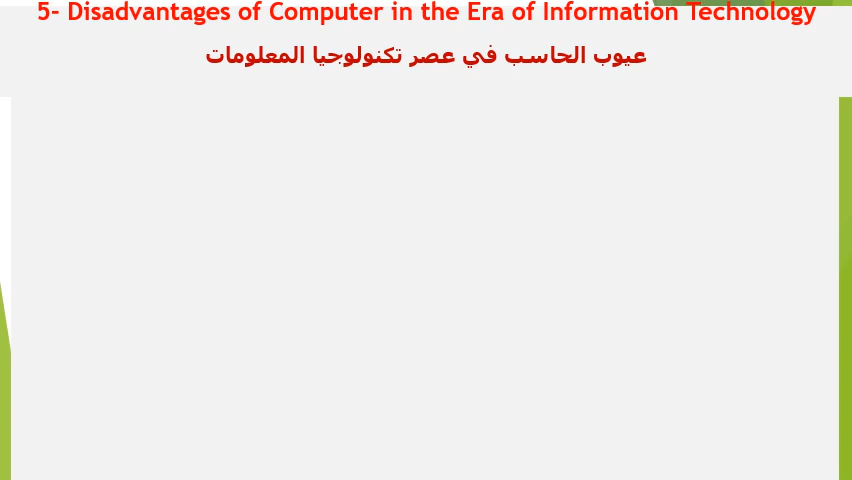 5- Disadvantages of Computer in the Era of Information Technology
عيوب الحاسب في عصر تكنولوجيا المعلومات